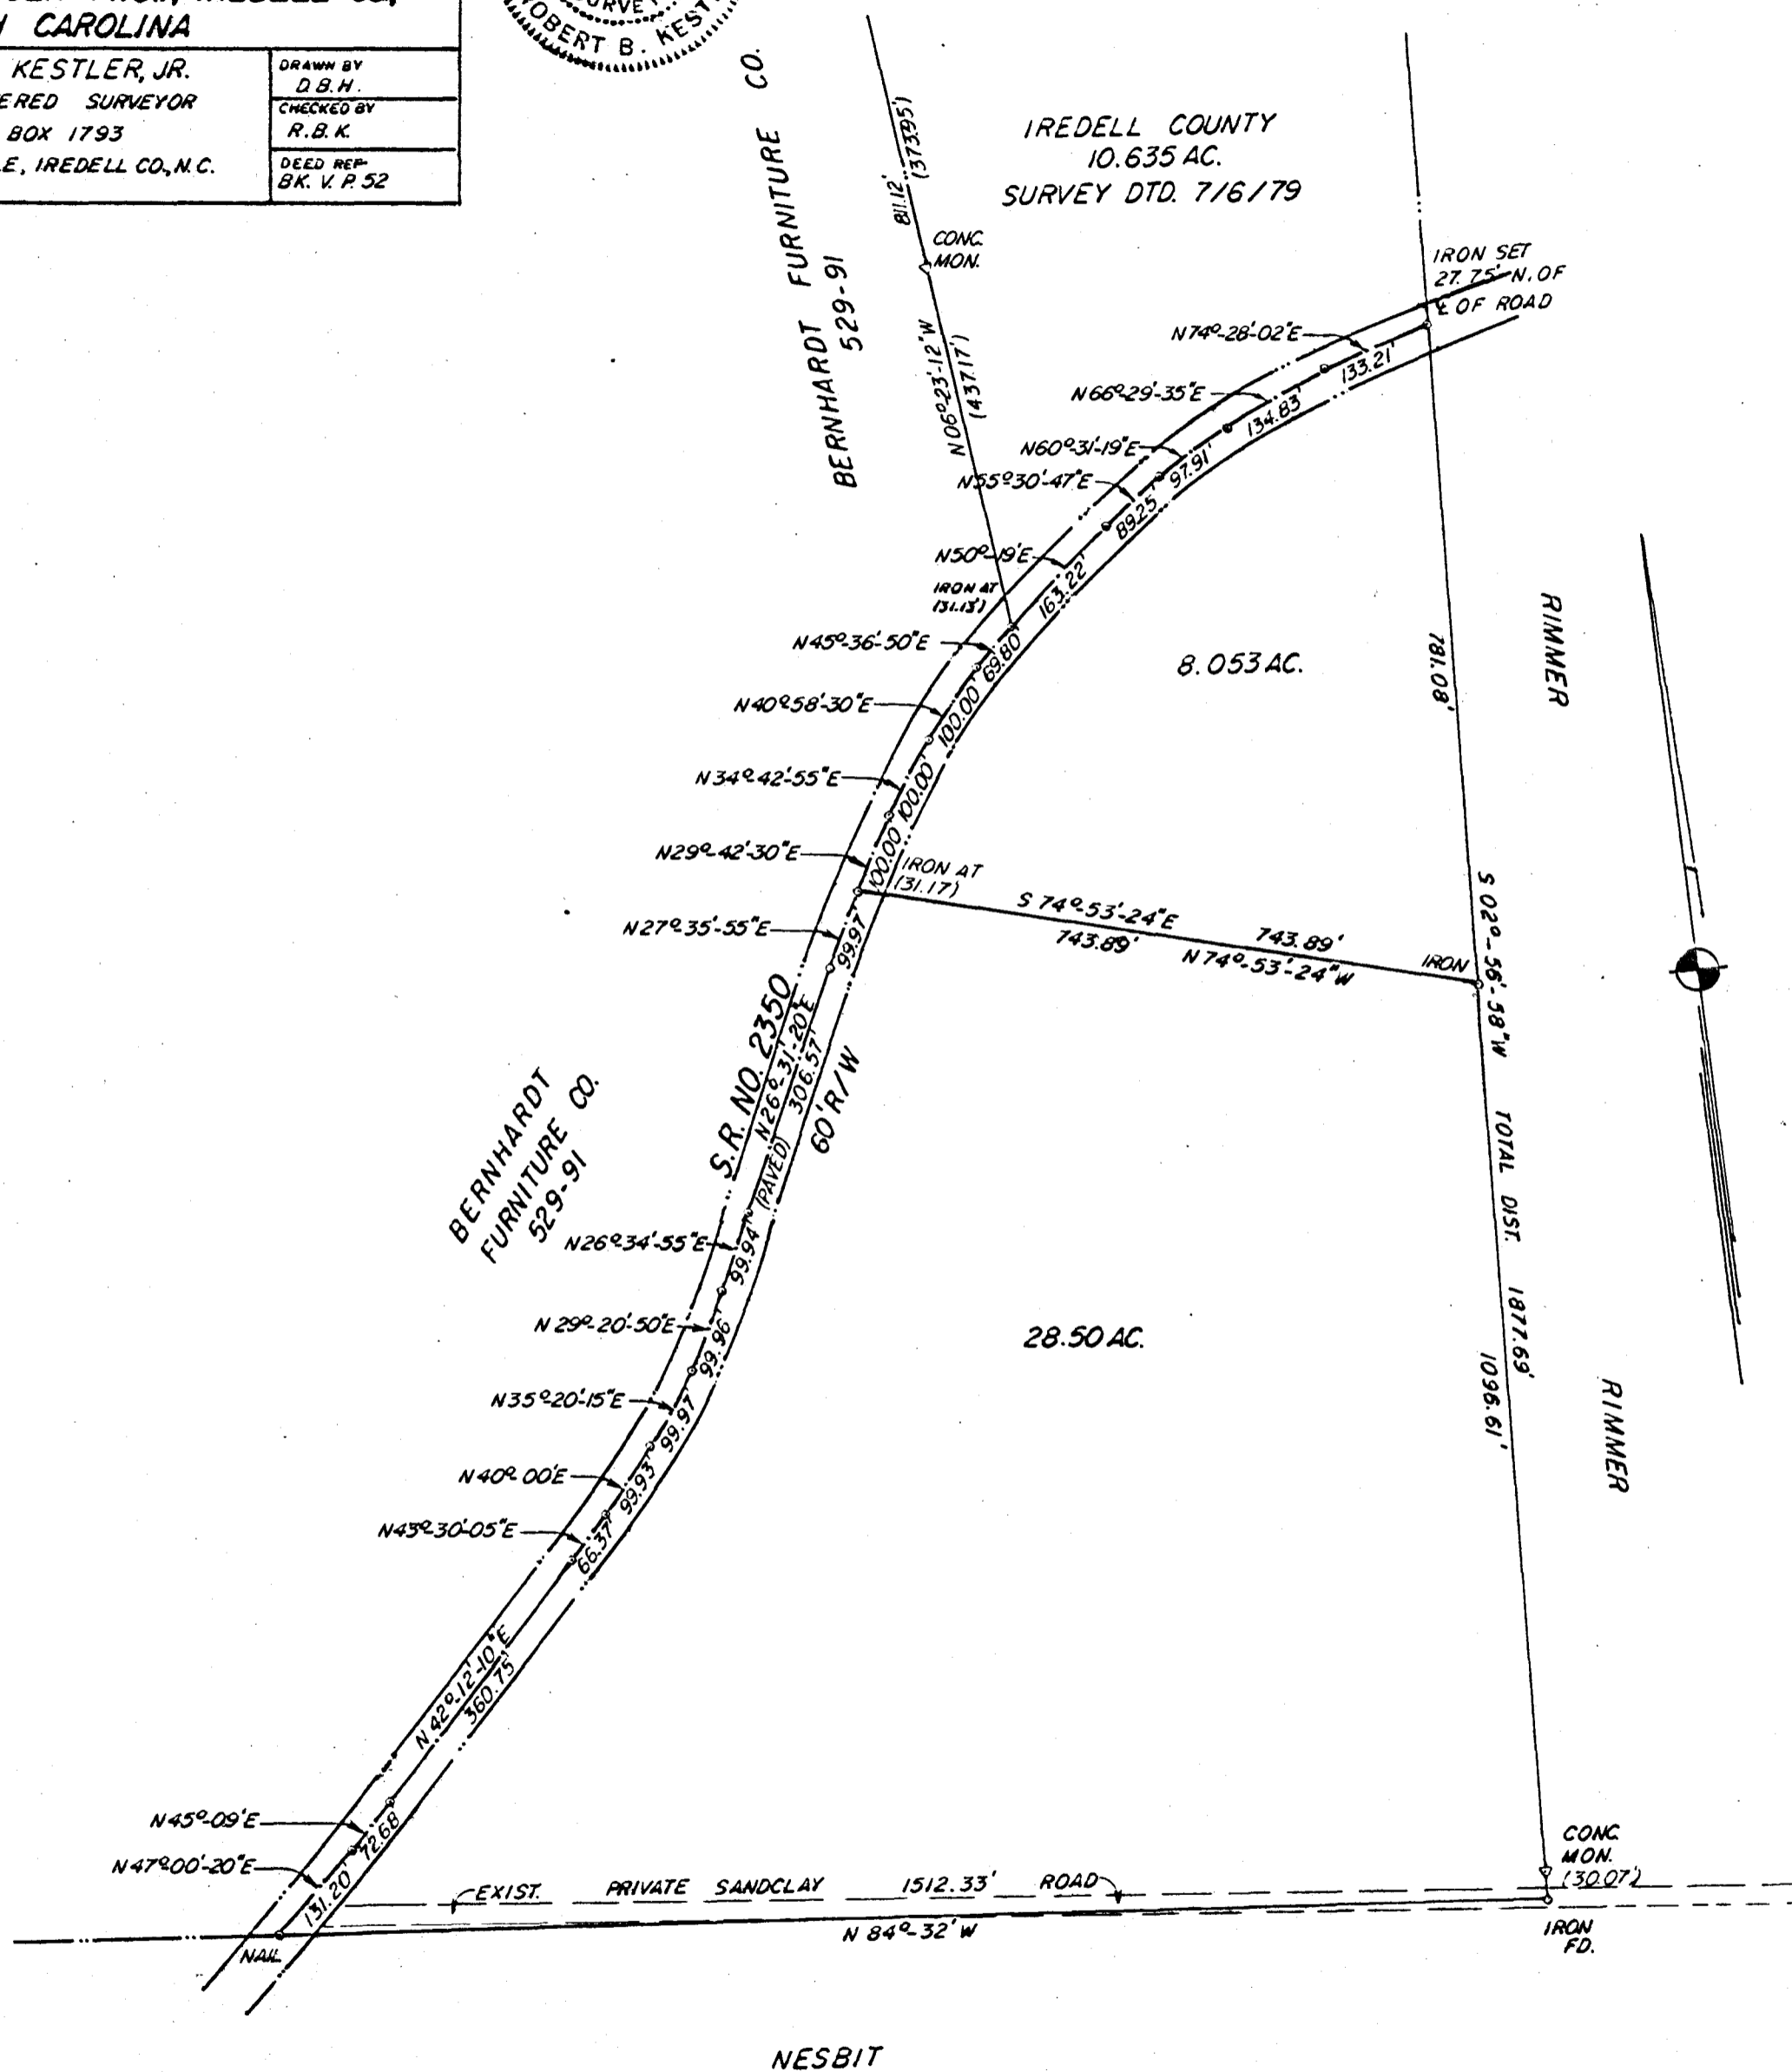 CAROLINA
KESTLER, JR.
SURVEYOR
BOX 1793
IREDELL CO., N.C.
DRAWN BY
D.B.H.
CHECKED BY
R.B.K.
DEED REF
BK. V. P. 52
B. KEST
BERNHARDT FURNITURE CO.
529-91
811.12'
(373.95')
CONC.
MON.
N06°-23'-12"W
(437.17')
IREDELL COUNTY
10.635 AC.
SURVEY DTD. 7/6/79
IRON SET
27.75' N. OF
℄ OF ROAD
N74°-28'-02"E
133.21'
N66°-29'-35"E
134.83'
N60°-31'-19"E
97.91'
N55°30'-47"E
89.25'
N50°-19'E
163.22'
IRON AT
(31.13')
N45°-36'-50"E
69.80'
N40°58'-30"E
100.00'
N34°42'-55"E
100.00'
N29°-42'-30"E
100.00'
IRON AT
(31.17')
N27°35'-55"E
99.97'
S 74°-53'-24"E
743.89'
743.89'
N74°-53'-24"W
IRON
8.053 AC.
781.08'
RIMMER
S 02°-56'-58"W TOTAL DIST. 1877.69'
1096.61'
RIMMER
S.R. NO. 2350
N26°-31'-20"E
306.57'
(PAVED)
60' R/W
BERNHARDT
FURNITURE CO.
529-91
N26°34'-55"E
99.94'
N29°-20'-50"E
99.96'
N35°20'-15"E
99.97'
N40°00'E
99.93'
N43°30'-05"E
66.37'
28.50 AC.
N42°-12'-10"E
360.75'
N45°-09'E
72.68'
N47°00'-20"E
131.20'
CONC.
MON.
(30.07')
EXIST. PRIVATE SANDCLAY 1512.33' ROAD
N 84°-32' W
NAIL
IRON
FD.
NESBIT